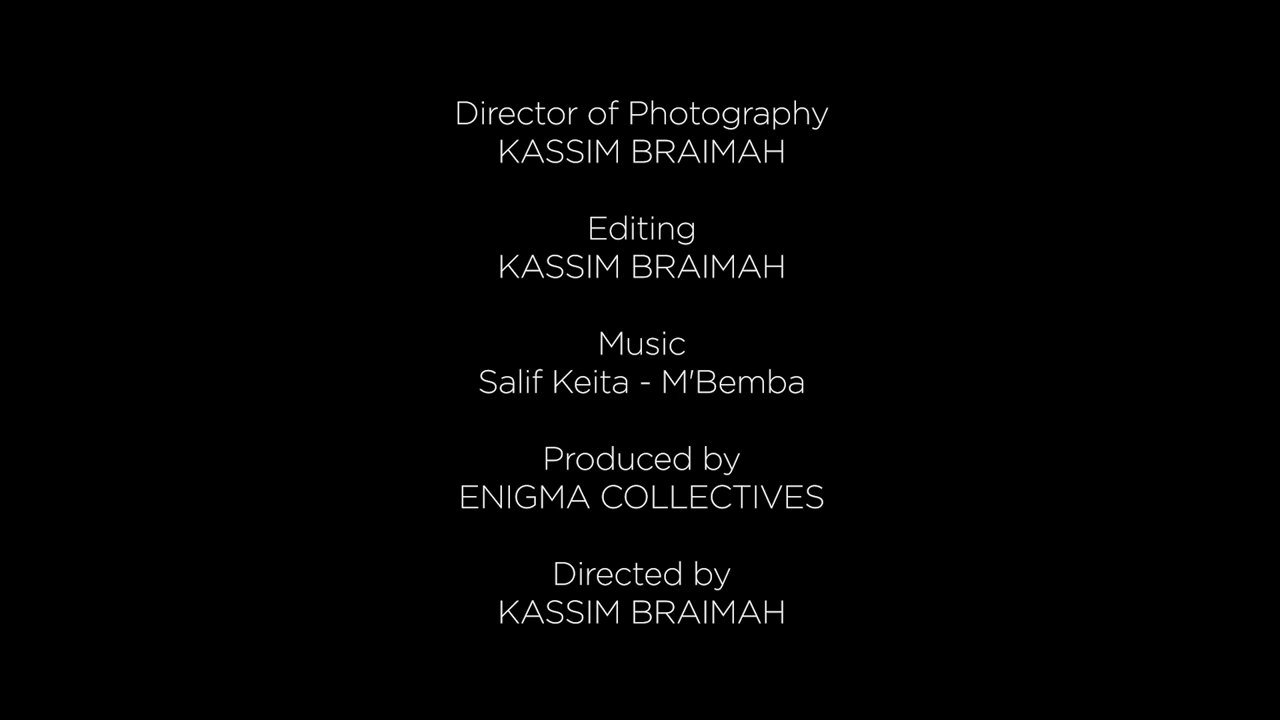 Director of Photography
KASSIM BRAIMAH
Editing
KASSIM BRAIMAH
Music
Salif Keita - M'Bemba
Produced by
ENIGMA COLLECTIVES
Directed by
KASSIM BRAIMAH